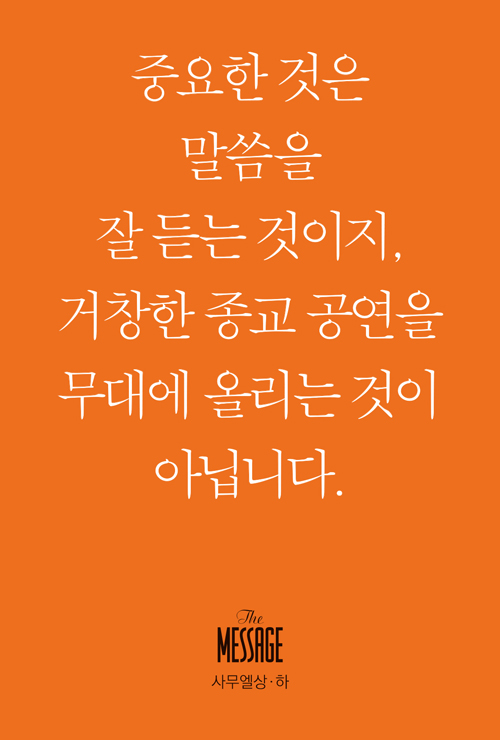 중요한 것은
말씀을
잘 듣는 것이지,
거창한 종교 공연을
무대에 올리는 것이
아닙니다.
The
MESSAGE
사무엘상·하